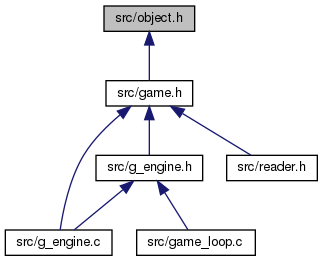 src/object.h
src/game.h
src/g_engine.h
src/reader.h
src/g_engine.c
src/game_loop.c